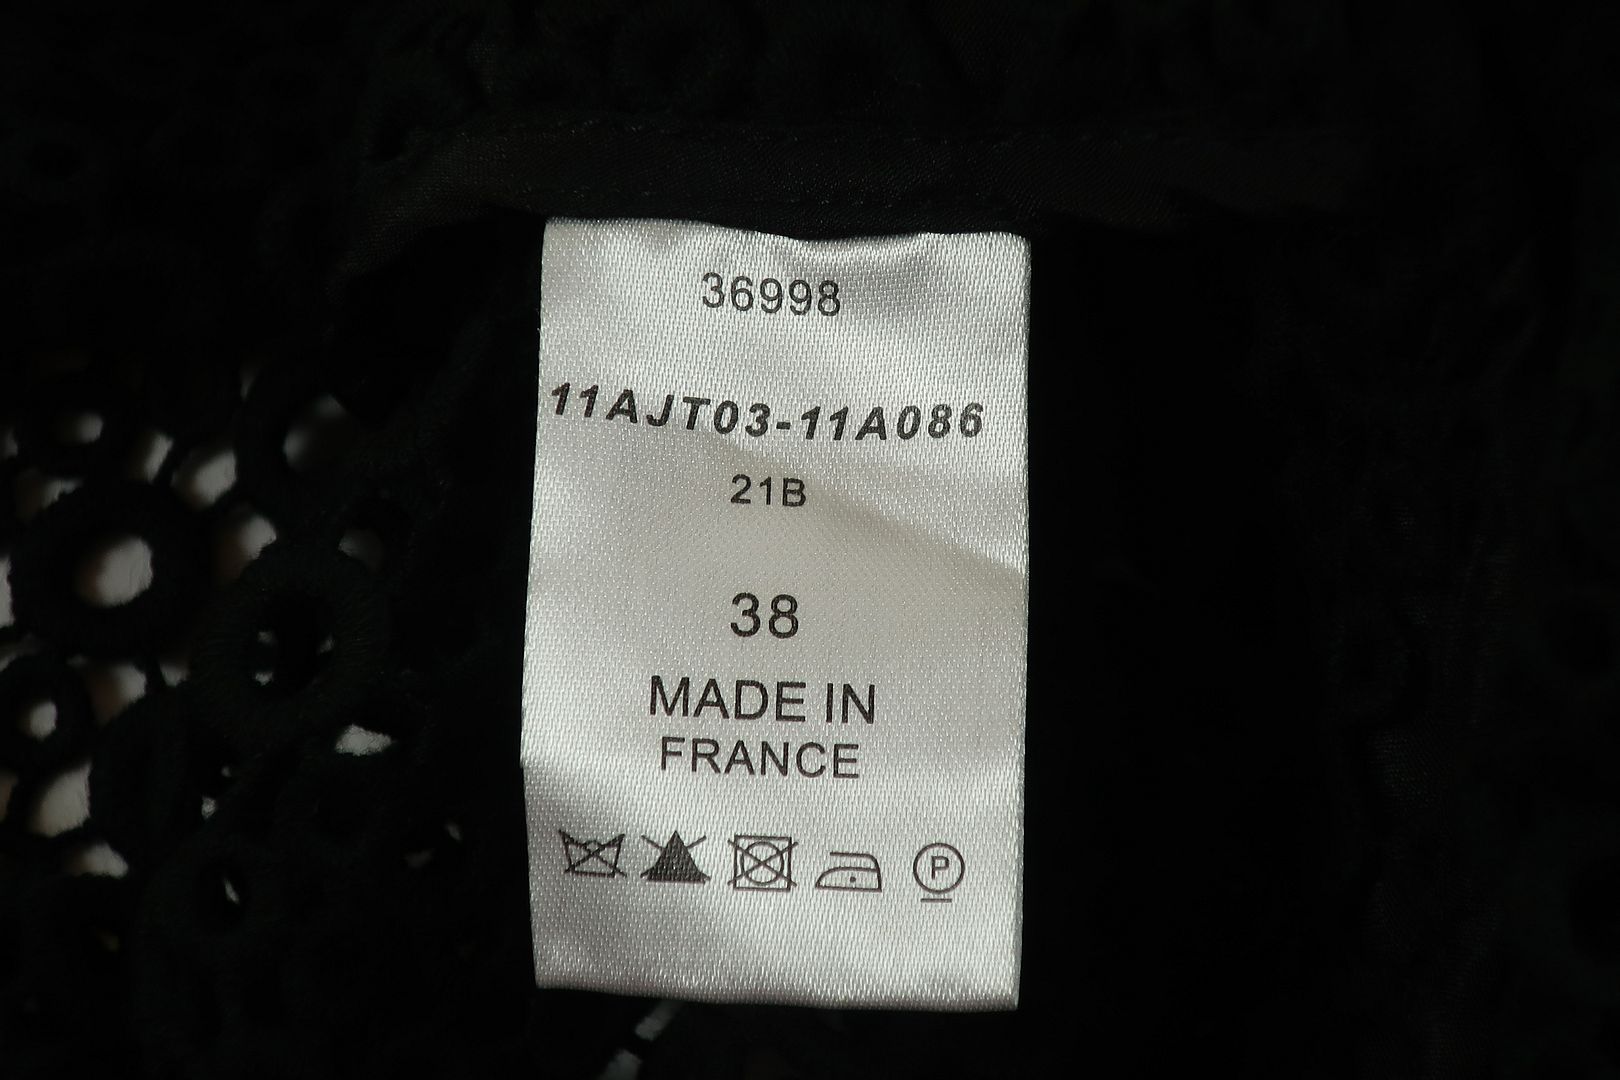 36998
11AJT03-11A086
21B
38
MADE IN
FRANCE
P